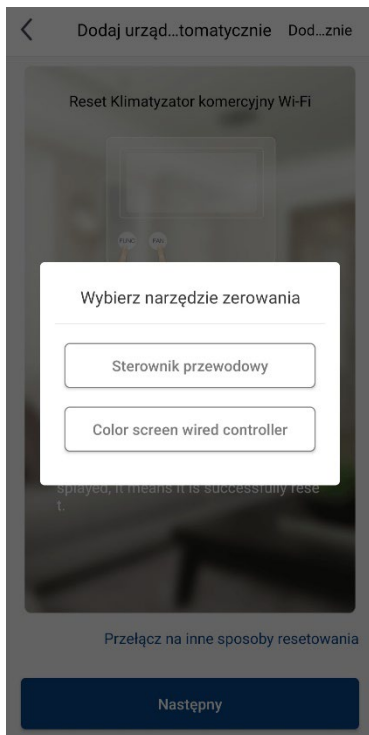 Dodaj urząd...tomatycznie Dod...znie
Reset Klimatyzator komercyjny Wi-Fi
FUNC FAN
Wybierz narzędzie zerowania
Sterownik przewodowy
Color screen wired controller
splayed, it means it is successfully rese
t.
Przełącz na inne sposoby resetowania
Następny